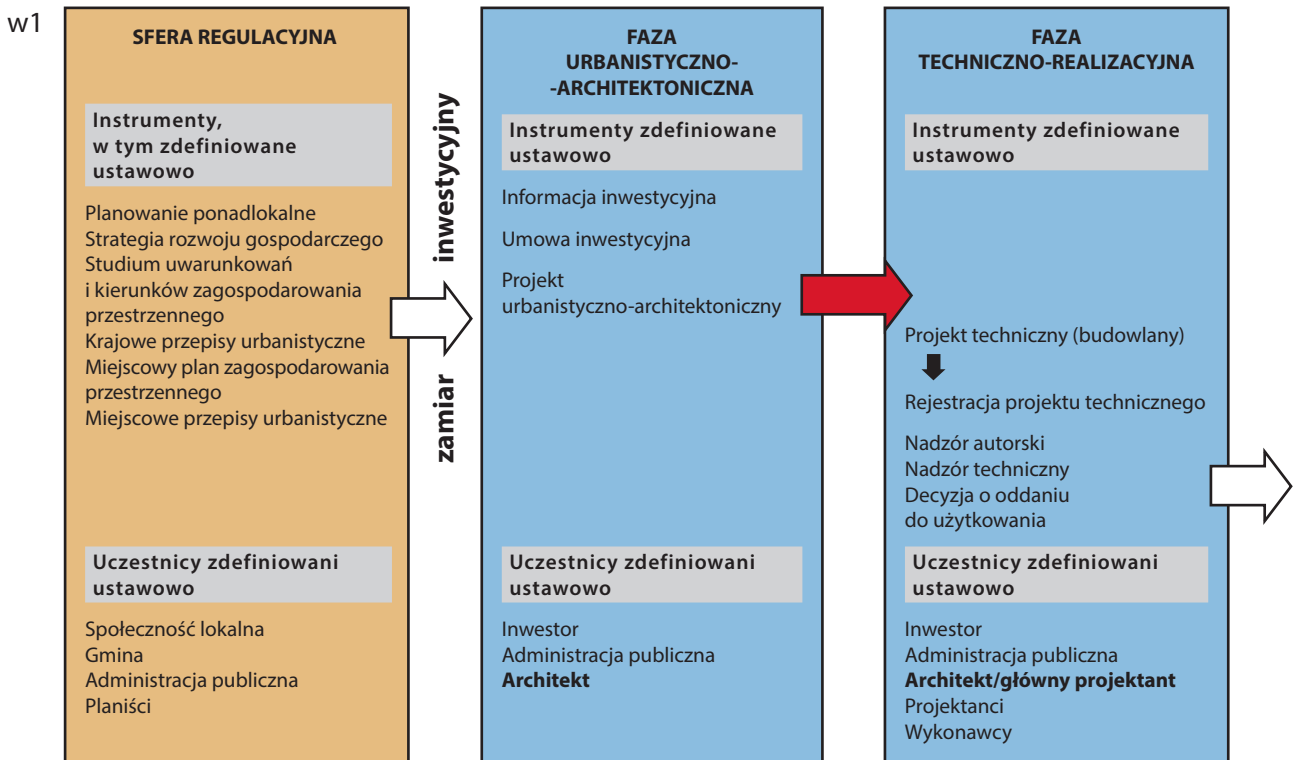 w1
SFERA REGULACYJNA
Instrumenty,
w tym zdefiniowane
ustawowo
Planowanie ponadlokalne
Strategia rozwoju gospodarczego
Studium uwarunkowań
i kierunków zagospodarowania
przestrzennego
Krajowe przepisy urbanistyczne
Miejscowy plan zagospodarowania
przestrzennego
Miejscowe przepisy urbanistyczne
Uczestnicy zdefiniowani
ustawowo
Społeczność lokalna
Gmina
Administracja publiczna
Planiści
zamiar inwestycyjny
FAZA
URBANISTYCZNO-
-ARCHITEKTONICZNA
Instrumenty zdefiniowane
ustawowo
Informacja inwestycyjna
Umowa inwestycyjna
Projekt
urbanistyczno-architektoniczny
Uczestnicy zdefiniowani
ustawowo
Inwestor
Administracja publiczna
Architekt
FAZA
TECHNICZNO-REALIZACYJNA
Instrumenty zdefiniowane
ustawowo
Projekt techniczny (budowlany)
Rejestracja projektu technicznego
Nadzór autorski
Nadzór techniczny
Decyzja o oddaniu
do użytkowania
Uczestnicy zdefiniowani
ustawowo
Inwestor
Administracja publiczna
Architekt/główny projektant
Projektanci
Wykonawcy